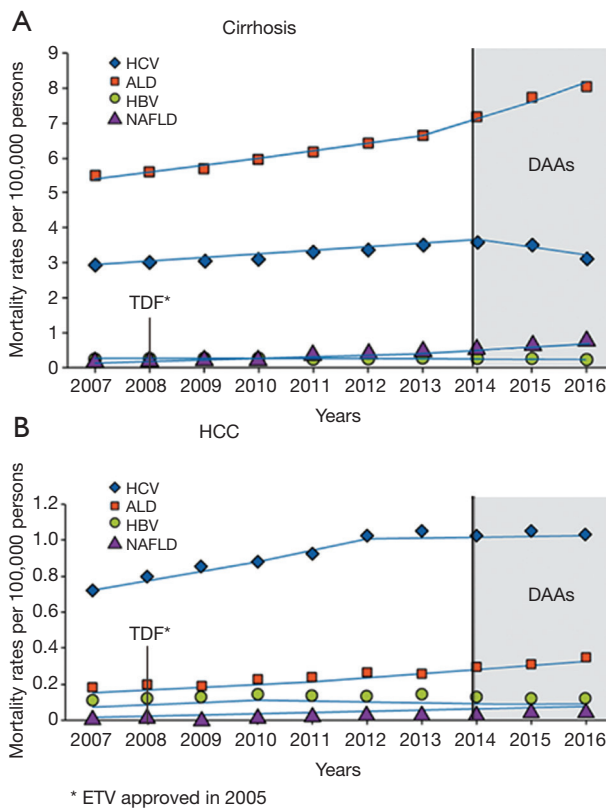 A
Cirrhosis
9
8
7
6
5
4
3
2
1
0
Mortality rates per 100,000 persons
HCV
ALD
HBV
NAFLD
DAAs
TDF*
2007 2008 2009 2010 2011 2012 2013 2014 2015 2016
Years
B
HCC
1.2
1.0
0.8
0.6
0.4
0.2
0
Mortality rates per 100,000 persons
HCV
ALD
HBV
NAFLD
DAAs
TDF*
2007 2008 2009 2010 2011 2012 2013 2014 2015 2016
Years
* ETV approved in 2005